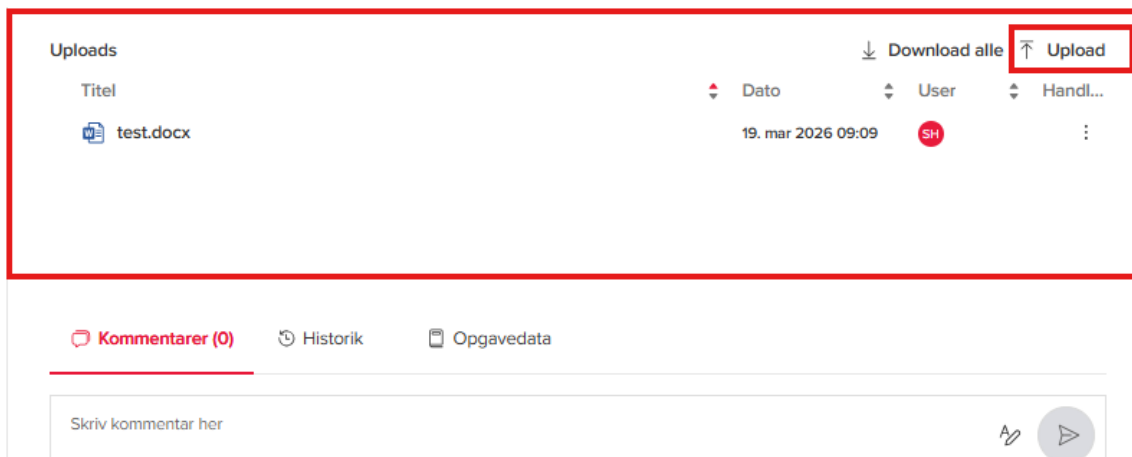 Uploads Download alle Upload
Titel Dato User Handl...
test.docx 19. mar 2026 09:09 SH
Kommentarer (0) Historik Opgavedata
Skriv kommentar her